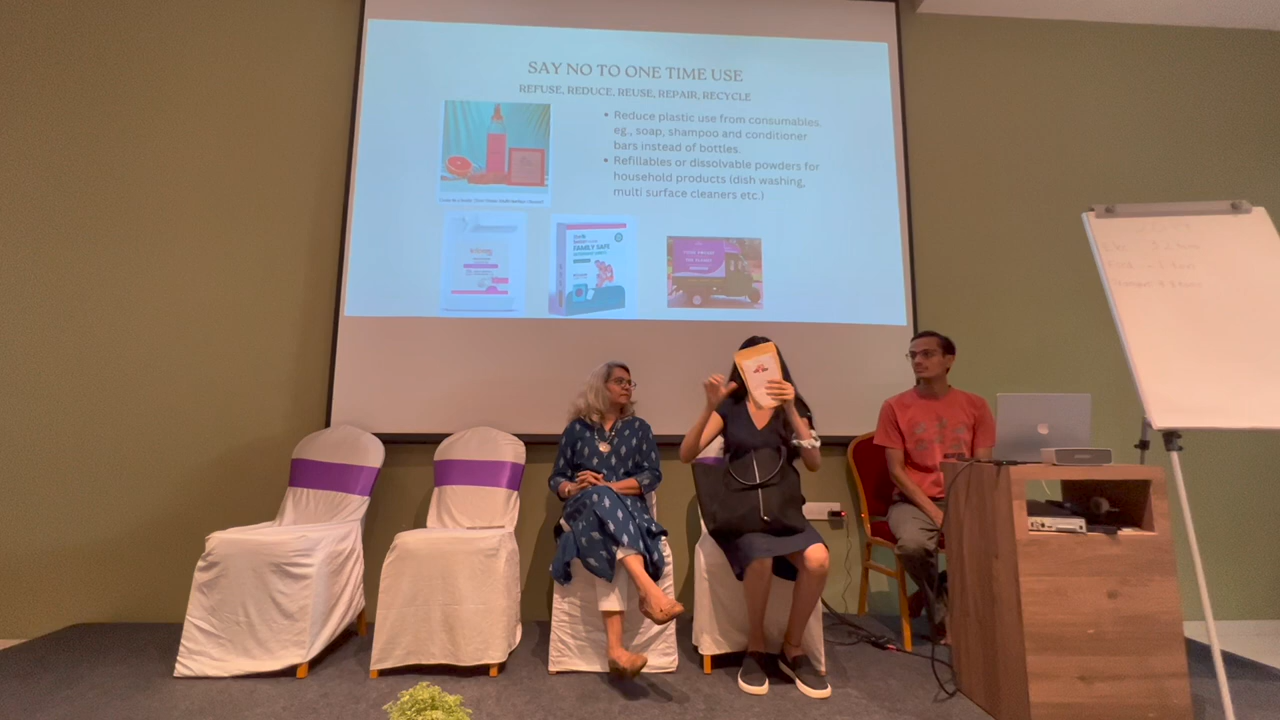 SAY NO TO ONE TIME USE
REFUSE, REDUCE, REUSE, REPAIR, RECYCLE
• Reduce plastic use from consumables.
eg., soap, shampoo and conditioner
bars instead of bottles.
• Refillables or dissolvable powders for
household products (dish washing,
multi surface cleaners etc.)
FAMILY SAFE